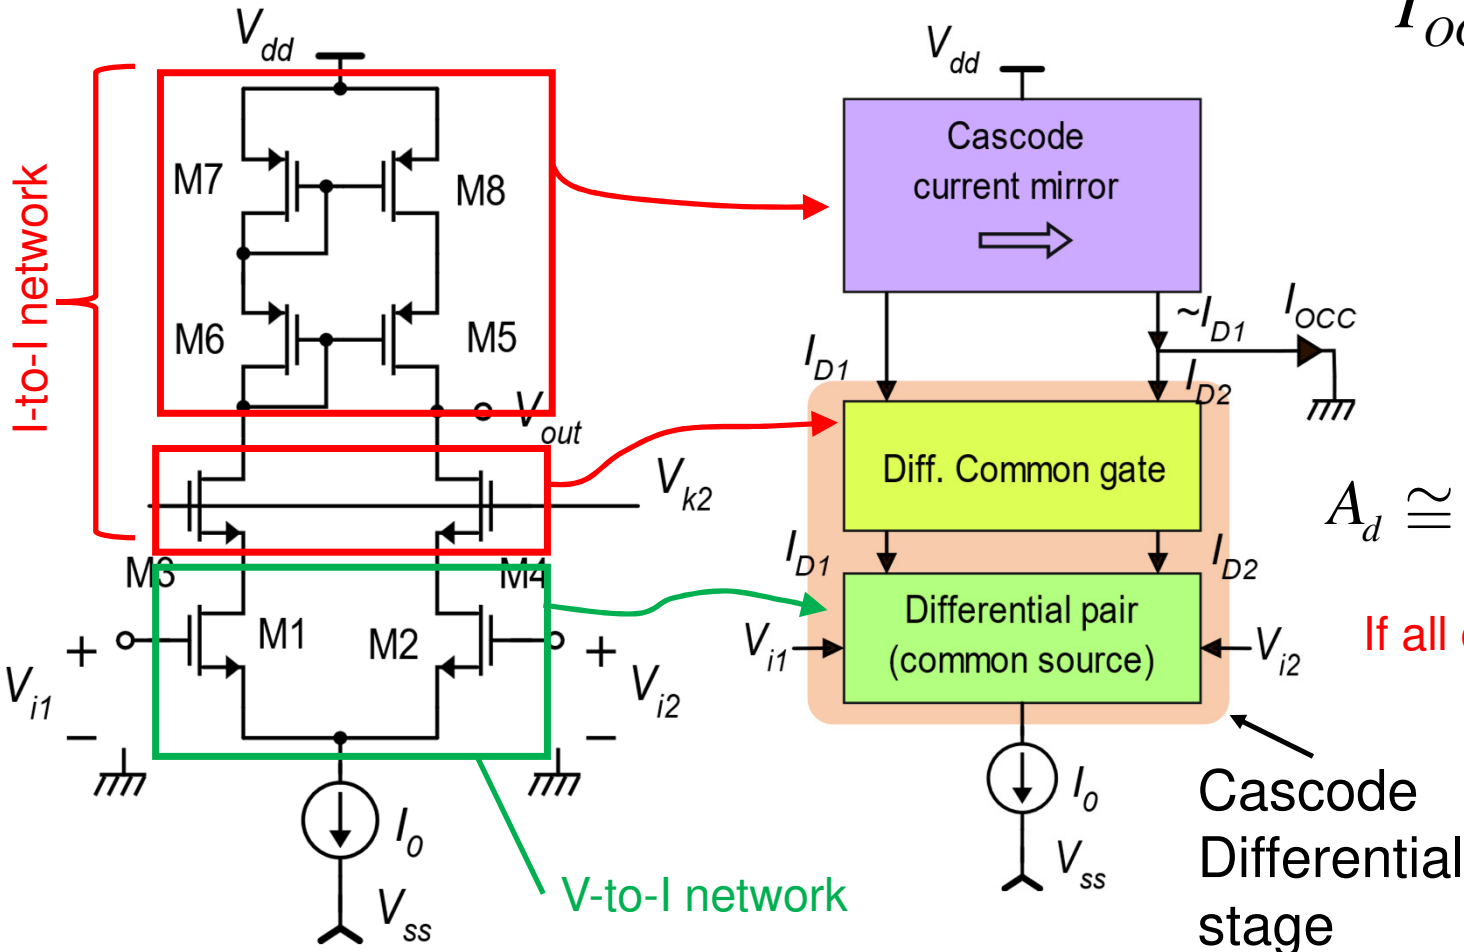 V_dd
M7
M8
M6
M5
V_out
I-to-I network
V_k2
M3
M4
M1
M2
+
V_i1
−
+
V_i2
−
I_0
V_ss
V-to-I network
V_dd
Cascode
current mirror
~I_D1
I_OCC
I_D1
I_D2
Diff. Common gate
I_D1
I_D2
Differential pair
(common source)
V_i1
V_i2
I_0
V_ss
Cascode
Differential
stage
A_d ≅
If all